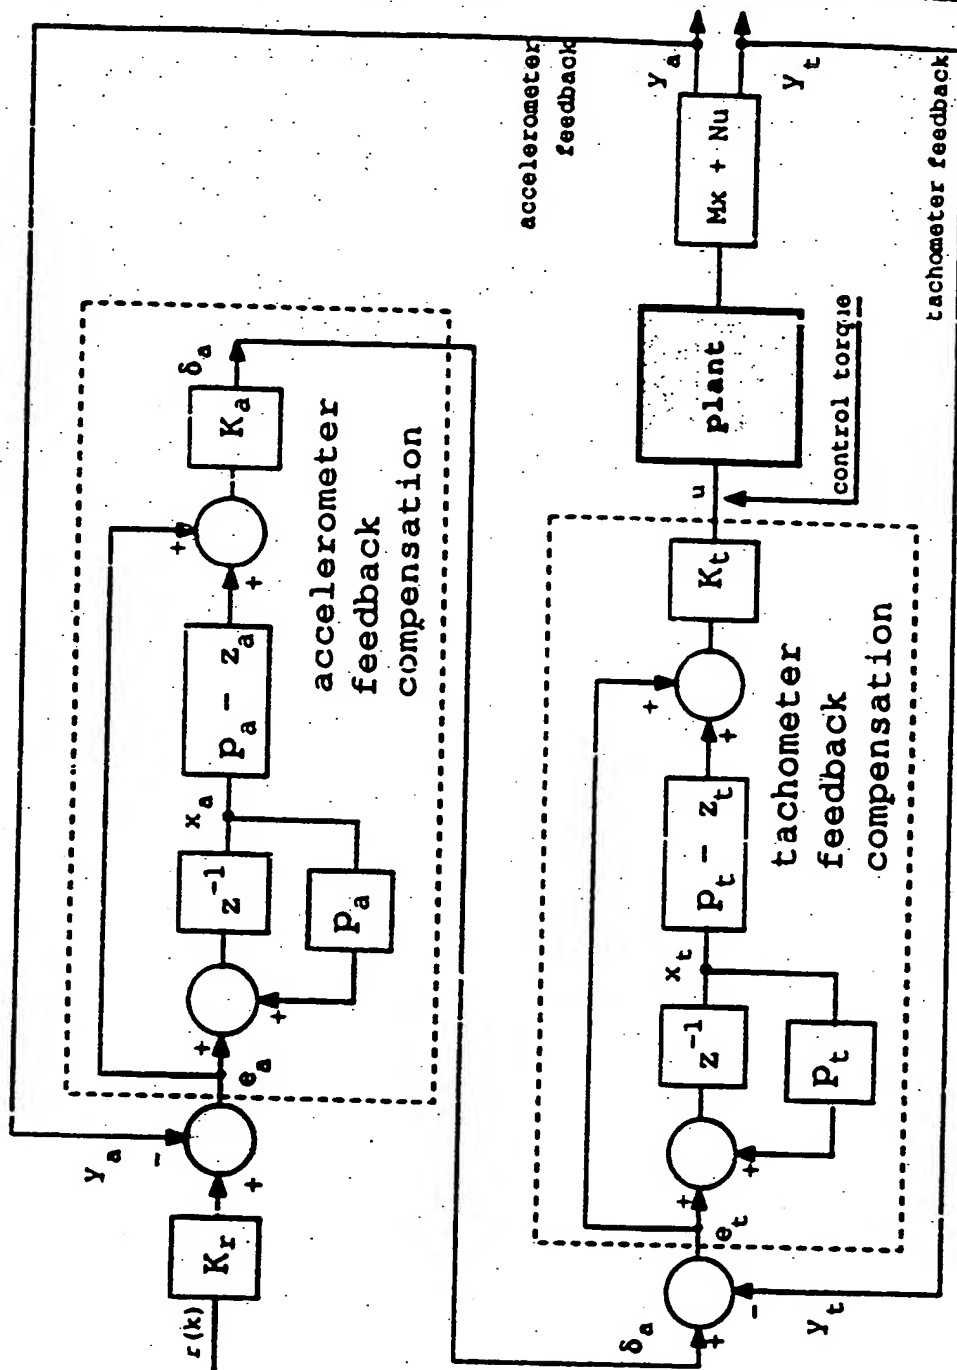 r(k)
K_r
+
-
y_a
e_a
+
+
z^{-1}
x_a
p_a
p_a - z_a
+
+
K_a
δ_a
accelerometer
feedback
compensation
δ_a
+
-
y_t
e_t
+
+
z^{-1}
x_t
p_t
p_t - z_t
+
+
K_t
tachometer
feedback
compensation
u
control torque
plant
Mx + Nu
y_a
y_t
accelerometer
feedback
tachometer feedback